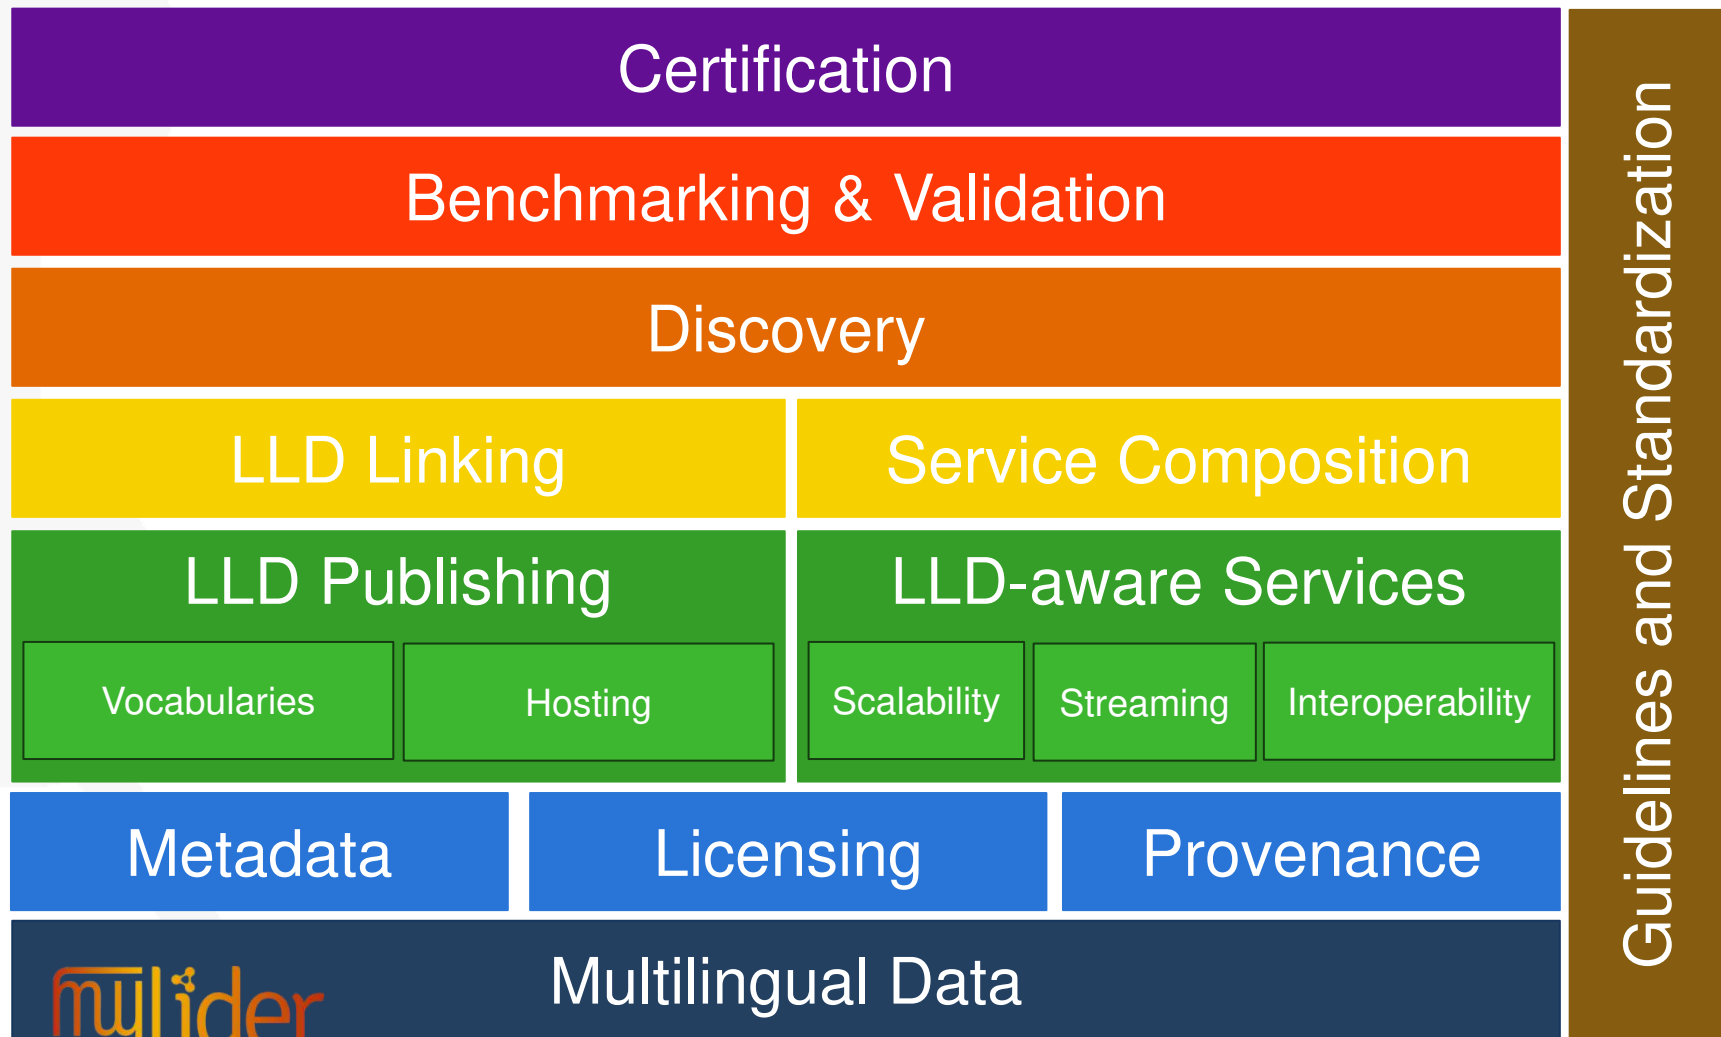 Certification
Benchmarking & Validation
Discovery
LLD Linking
Service Composition
LLD Publishing
LLD-aware Services
Vocabularies
Hosting
Scalability
Streaming
Interoperability
Metadata
Licensing
Provenance
Multilingual Data
mylider
Guidelines and Standardization